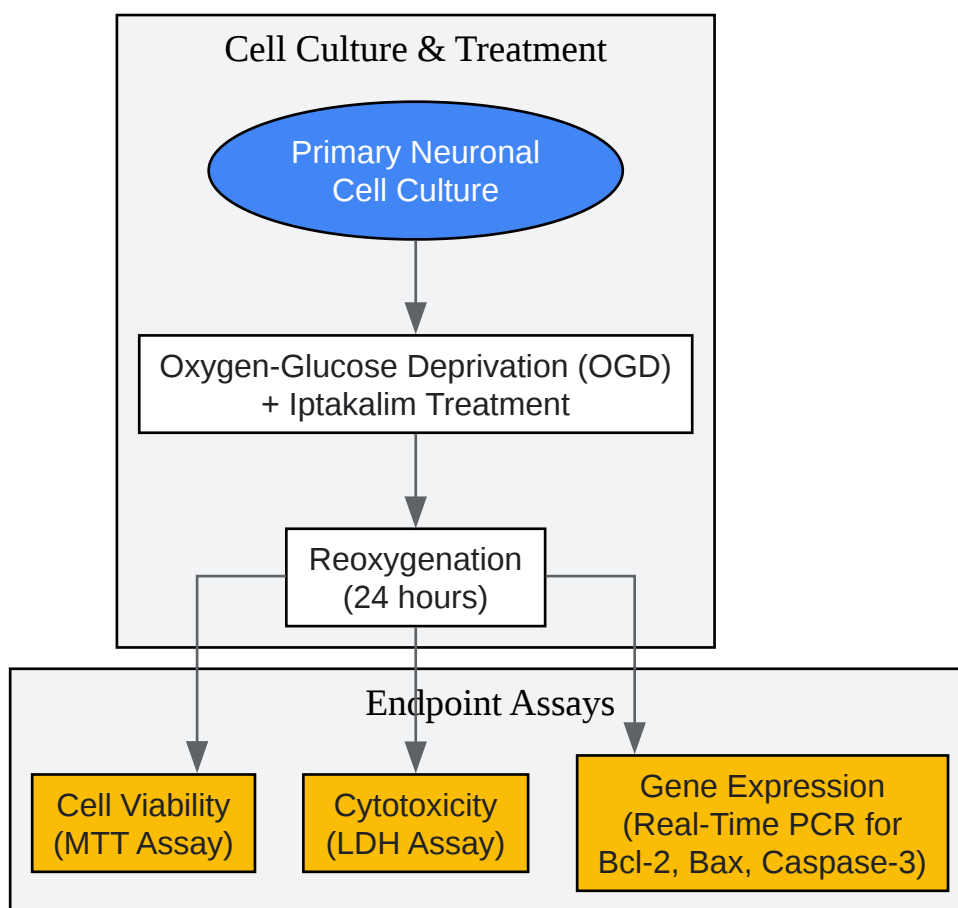 Cell Culture & Treatment
Primary Neuronal
Cell Culture
Oxygen-Glucose Deprivation (OGD)
+ Iptakalim Treatment
Reoxygenation
(24 hours)
Endpoint Assays
Cell Viability
(MTT Assay)
Cytotoxicity
(LDH Assay)
Gene Expression
(Real-Time PCR for
Bcl-2, Bax, Caspase-3)